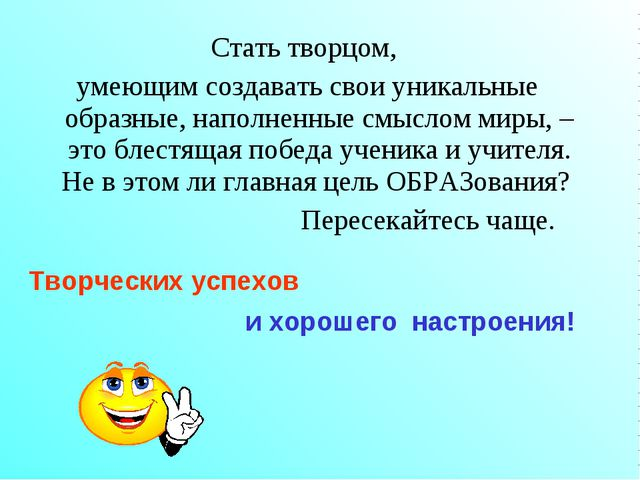 Стать творцом,
умеющим создавать свои уникальные
образные, наполненные смыслом миры, –
это блестящая победа ученика и учителя.
Не в этом ли главная цель ОБРАЗования?
Пересекайтесь чаще.
Творческих успехов
и хорошего настроения!